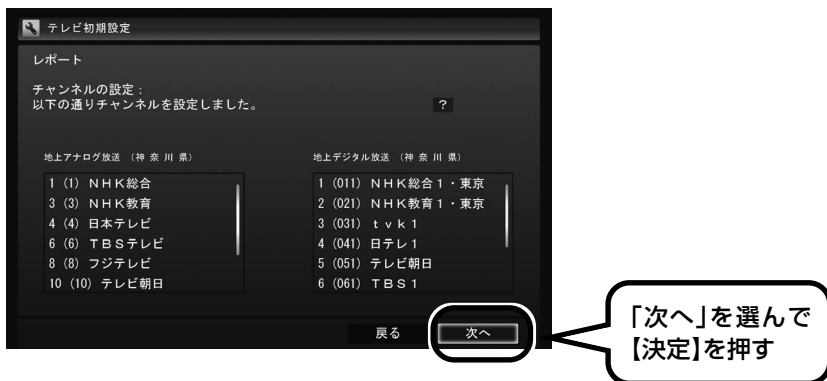 テレビ初期設定
レポート
チャンネルの設定：
以下の通りチャンネルを設定しました。
?
地上アナログ放送 （神 奈 川 県）
1 (1) ＮＨＫ総合
3 (3) ＮＨＫ教育
4 (4) 日本テレビ
6 (6) ＴＢＳテレビ
8 (8) フジテレビ
10 (10) テレビ朝日
地上デジタル放送 （神 奈 川 県）
1 (011) ＮＨＫ総合１・東京
2 (021) ＮＨＫ教育１・東京
3 (031) ｔｖｋ１
4 (041) 日テレ１
5 (051) テレビ朝日
6 (061) ＴＢＳ１
戻る
次へ
「次へ」を選んで
【決定】を押す